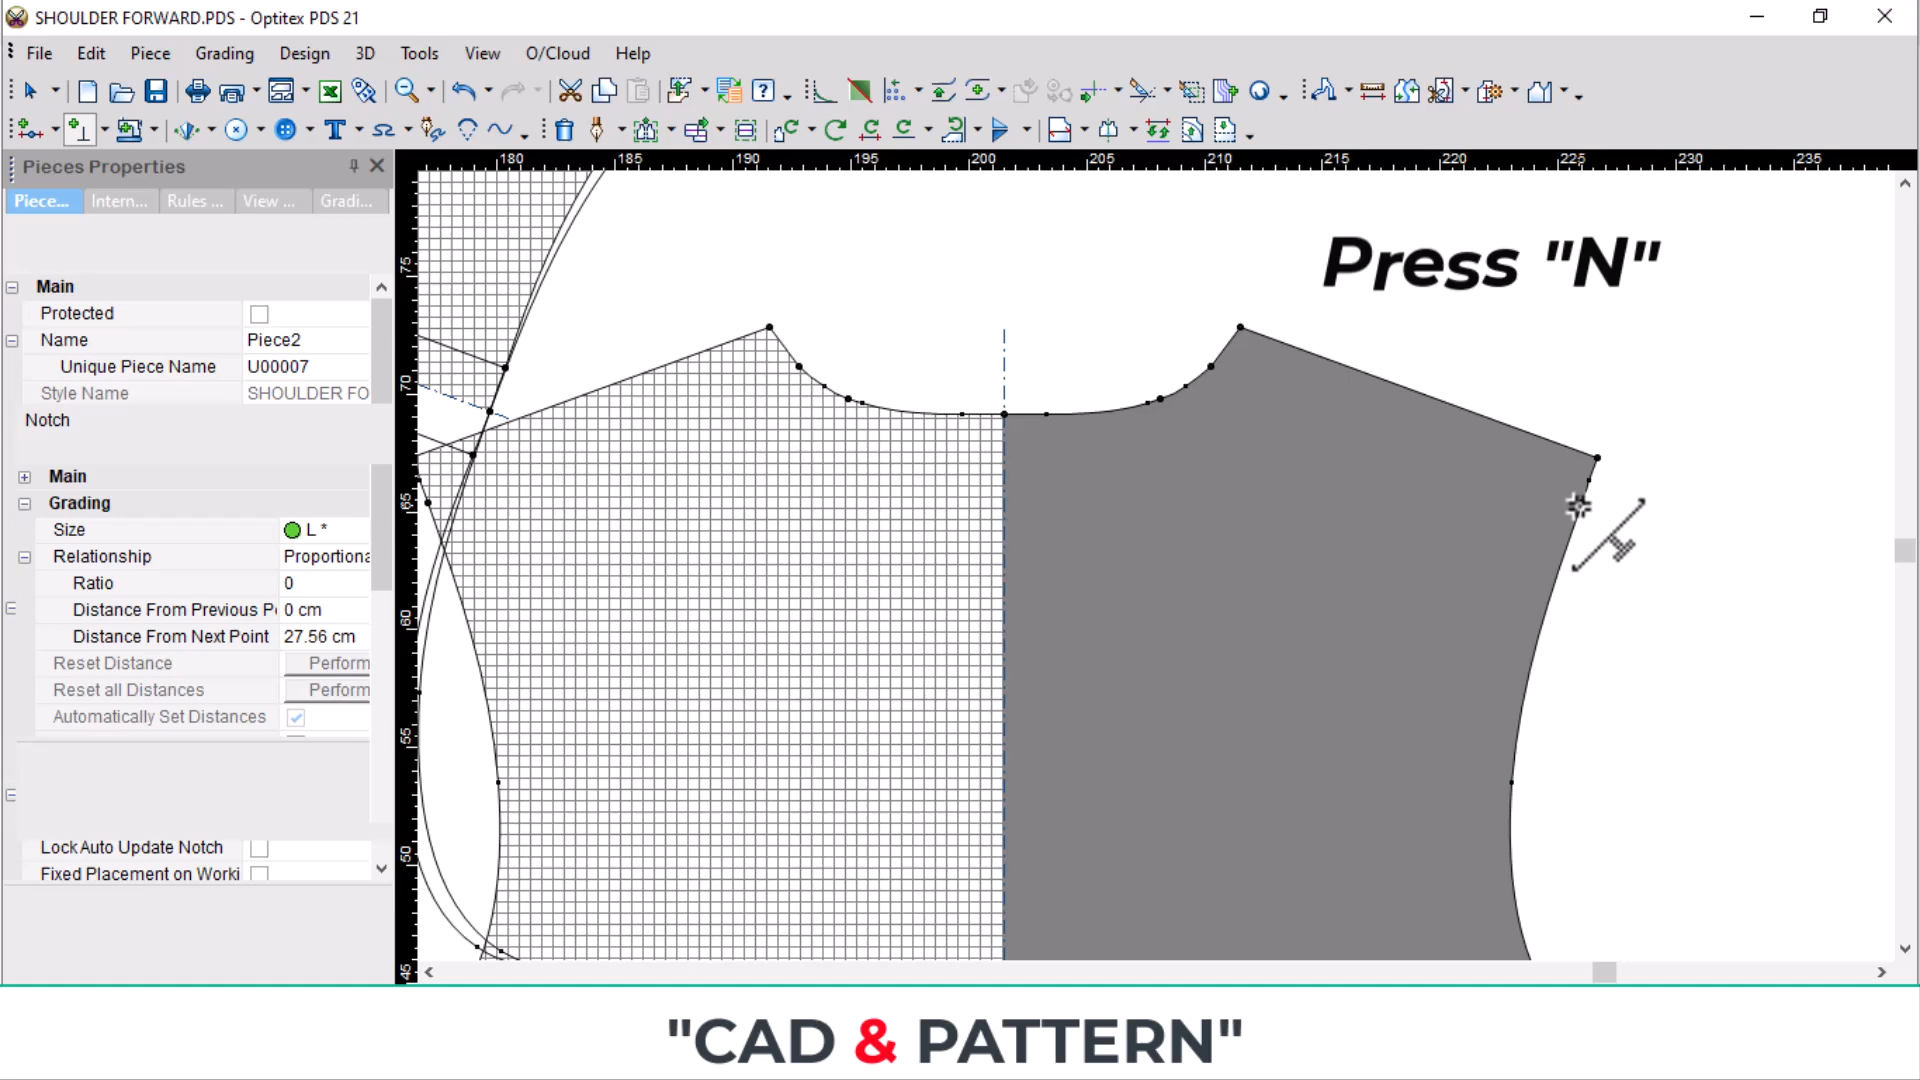 SHOULDER FORWARD.PDS - Optitex PDS 21
File Edit Piece Grading Design 3D Tools View O/Cloud Help
Pieces Properties
Piece... Intern... Rules ... View ... Gradi...
180 185 190 195 200 205 210 215 220 225 230 235
75
70
65
60
55
50
45
Press "N"
Main
Protected
Name Piece2
Unique Piece Name U00007
Style Name SHOULDER FO
Notch
Main
Grading
Size L *
Relationship Proportiona
Ratio 0
Distance From Previous P 0 cm
Distance From Next Point 27.56 cm
Reset Distance Perform
Reset all Distances Perform
Automatically Set Distances
Lock Auto Update Notch
Fixed Placement on Worki
"CAD & PATTERN"